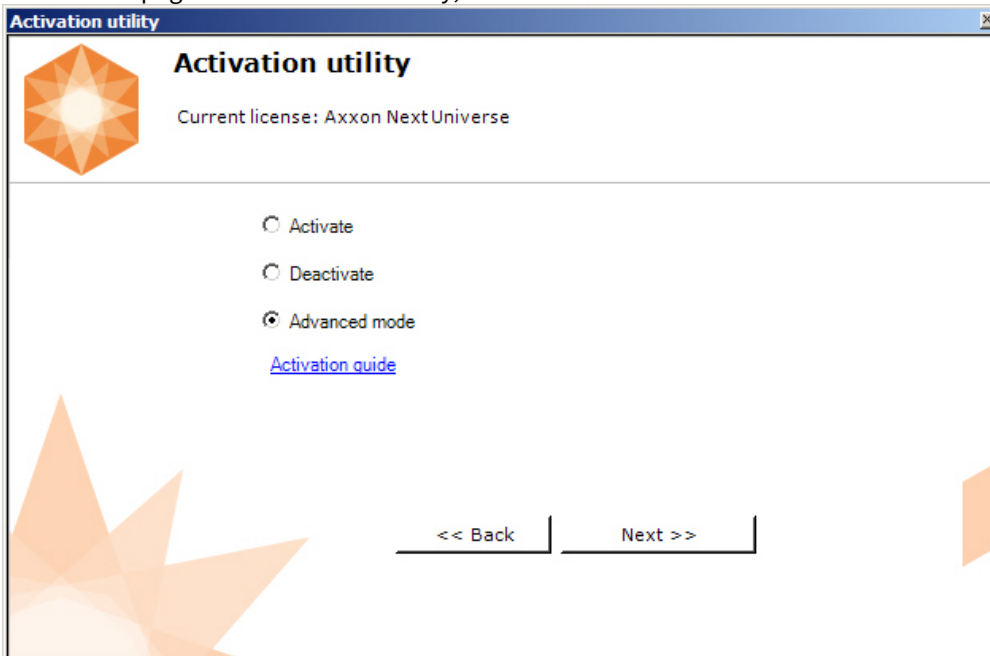 Activation utility
Activation utility
Current license: Axxon Next Universe
Activate
Deactivate
Advanced mode
Activation guide
<< Back
Next >>